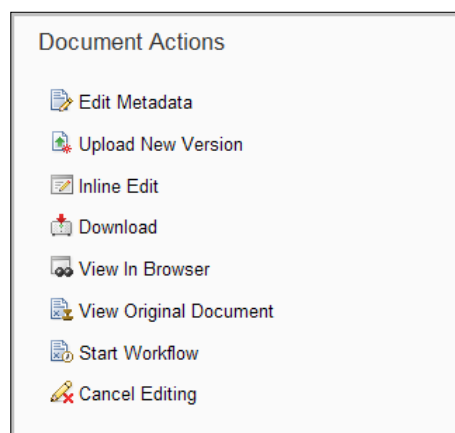 Document Actions
Edit Metadata
Upload New Version
Inline Edit
Download
View In Browser
View Original Document
Start Workflow
Cancel Editing